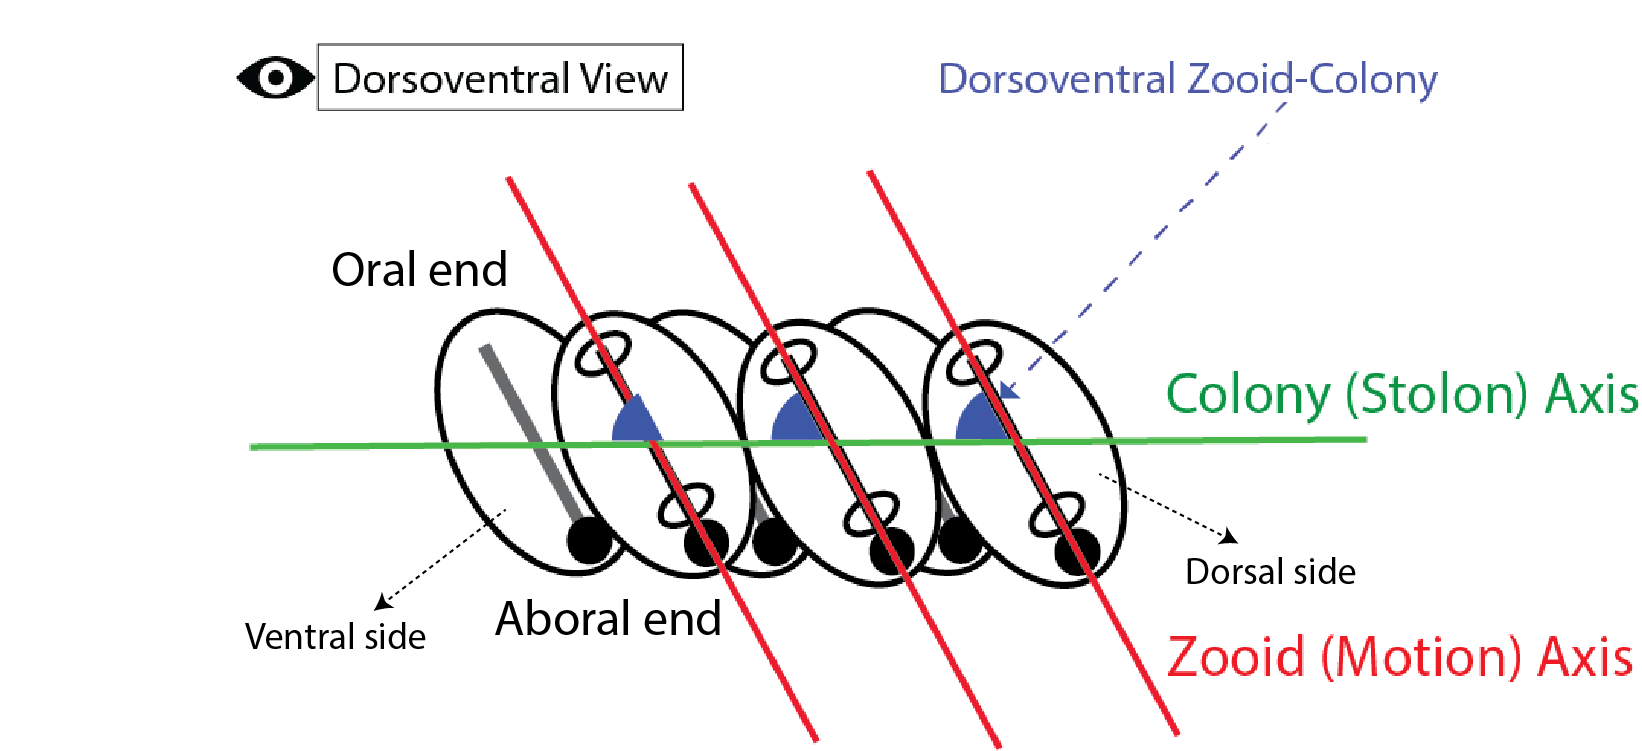 Dorsoventral View
Dorsoventral Zooid-Colony
Oral end
Colony (Stolon) Axis
Dorsal side
Aboral end
Ventral side
Zooid (Motion) Axis